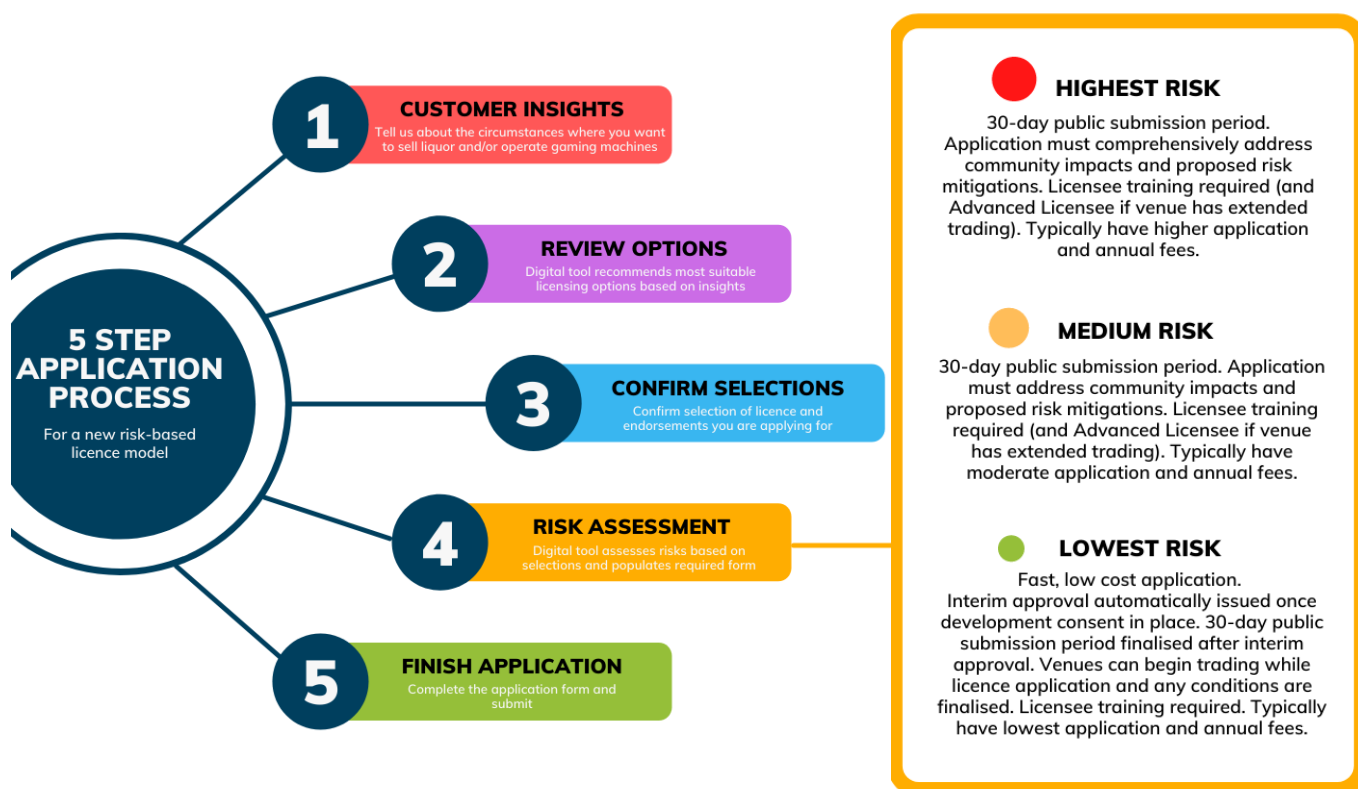 5 STEP
APPLICATION
PROCESS
For a new risk-based
licence model
1
CUSTOMER INSIGHTS
Tell us about the circumstances where you want
to sell liquor and/or operate gaming machines
2
REVIEW OPTIONS
Digital tool recommends most suitable
licensing options based on insights
3
CONFIRM SELECTIONS
Confirm selection of licence and
endorsements you are applying for
4
RISK ASSESSMENT
Digital tool assesses risks based on
selections and populates required form
5
FINISH APPLICATION
Complete the application form and
submit
HIGHEST RISK
30-day public submission period.
Application must comprehensively address
community impacts and proposed risk
mitigations. Licensee training required (and
Advanced Licensee if venue has extended
trading). Typically have higher application
and annual fees.
MEDIUM RISK
30-day public submission period. Application
must address community impacts and
proposed risk mitigations. Licensee training
required (and Advanced Licensee if venue
has extended trading). Typically have
moderate application and annual fees.
LOWEST RISK
Fast, low cost application.
Interim approval automatically issued once
development consent in place. 30-day public
submission period finalised after interim
approval. Venues can begin trading while
licence application and any conditions are
finalised. Licensee training required. Typically
have lowest application and annual fees.